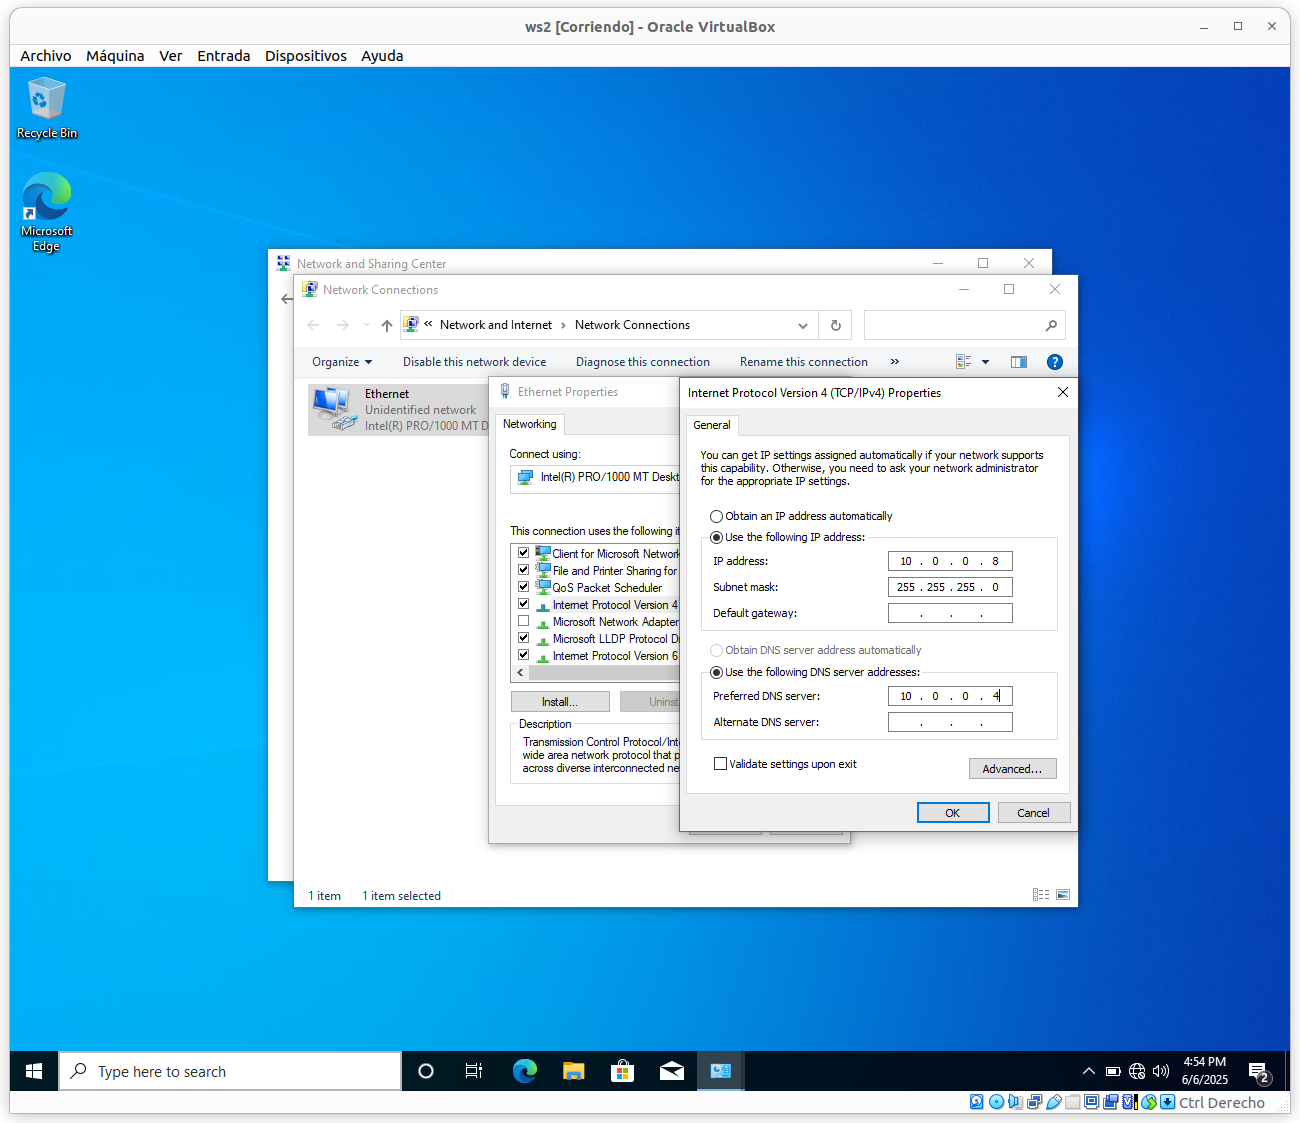 ws2 [Corriendo] - Oracle VirtualBox
Archivo Máquina Ver Entrada Dispositivos Ayuda
Recycle Bin
Microsoft
Edge
Network and Sharing Center
Network Connections
« Network and Internet > Network Connections
Organize Disable this network device Diagnose this connection Rename this connection »
Ethernet
Unidentified network
Intel(R) PRO/1000 MT D
Ethernet Properties
Networking
Connect using:
Intel(R) PRO/1000 MT Deskt
This connection uses the following it
Client for Microsoft Network
File and Printer Sharing for
QoS Packet Scheduler
Internet Protocol Version 4
Microsoft Network Adapter
Microsoft LLDP Protocol Dr
Internet Protocol Version 6
Install...
Uninst
Description
Transmission Control Protocol/Inte
wide area network protocol that p
across diverse interconnected ne
Internet Protocol Version 4 (TCP/IPv4) Properties
General
You can get IP settings assigned automatically if your network supports
this capability. Otherwise, you need to ask your network administrator
for the appropriate IP settings.
Obtain an IP address automatically
Use the following IP address:
IP address: 10 . 0 . 0 . 8
Subnet mask: 255 . 255 . 255 . 0
Default gateway: . . .
Obtain DNS server address automatically
Use the following DNS server addresses:
Preferred DNS server: 10 . 0 . 0 . 4
Alternate DNS server: . . .
Validate settings upon exit
Advanced...
OK Cancel
1 item 1 item selected
Type here to search
4:54 PM
6/6/2025
2
Ctrl Derecho